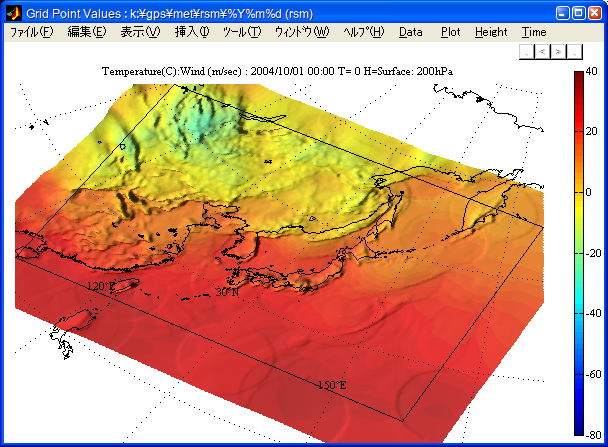 Grid Point Values : k:¥gps¥met¥rsm¥%Y%m%d (rsm)
ファイル(F) 編集(E) 表示(V) 挿入(I) ツール(T) ウィンドウ(W) ヘルプ(H) Data Plot Height Time
. < > .
Temperature(C):Wind (m/sec) : 2004/10/01 00:00 T= 0 H=Surface: 200hPa
40
20
0
-20
-40
-60
-80
120°E
30°N
150°E